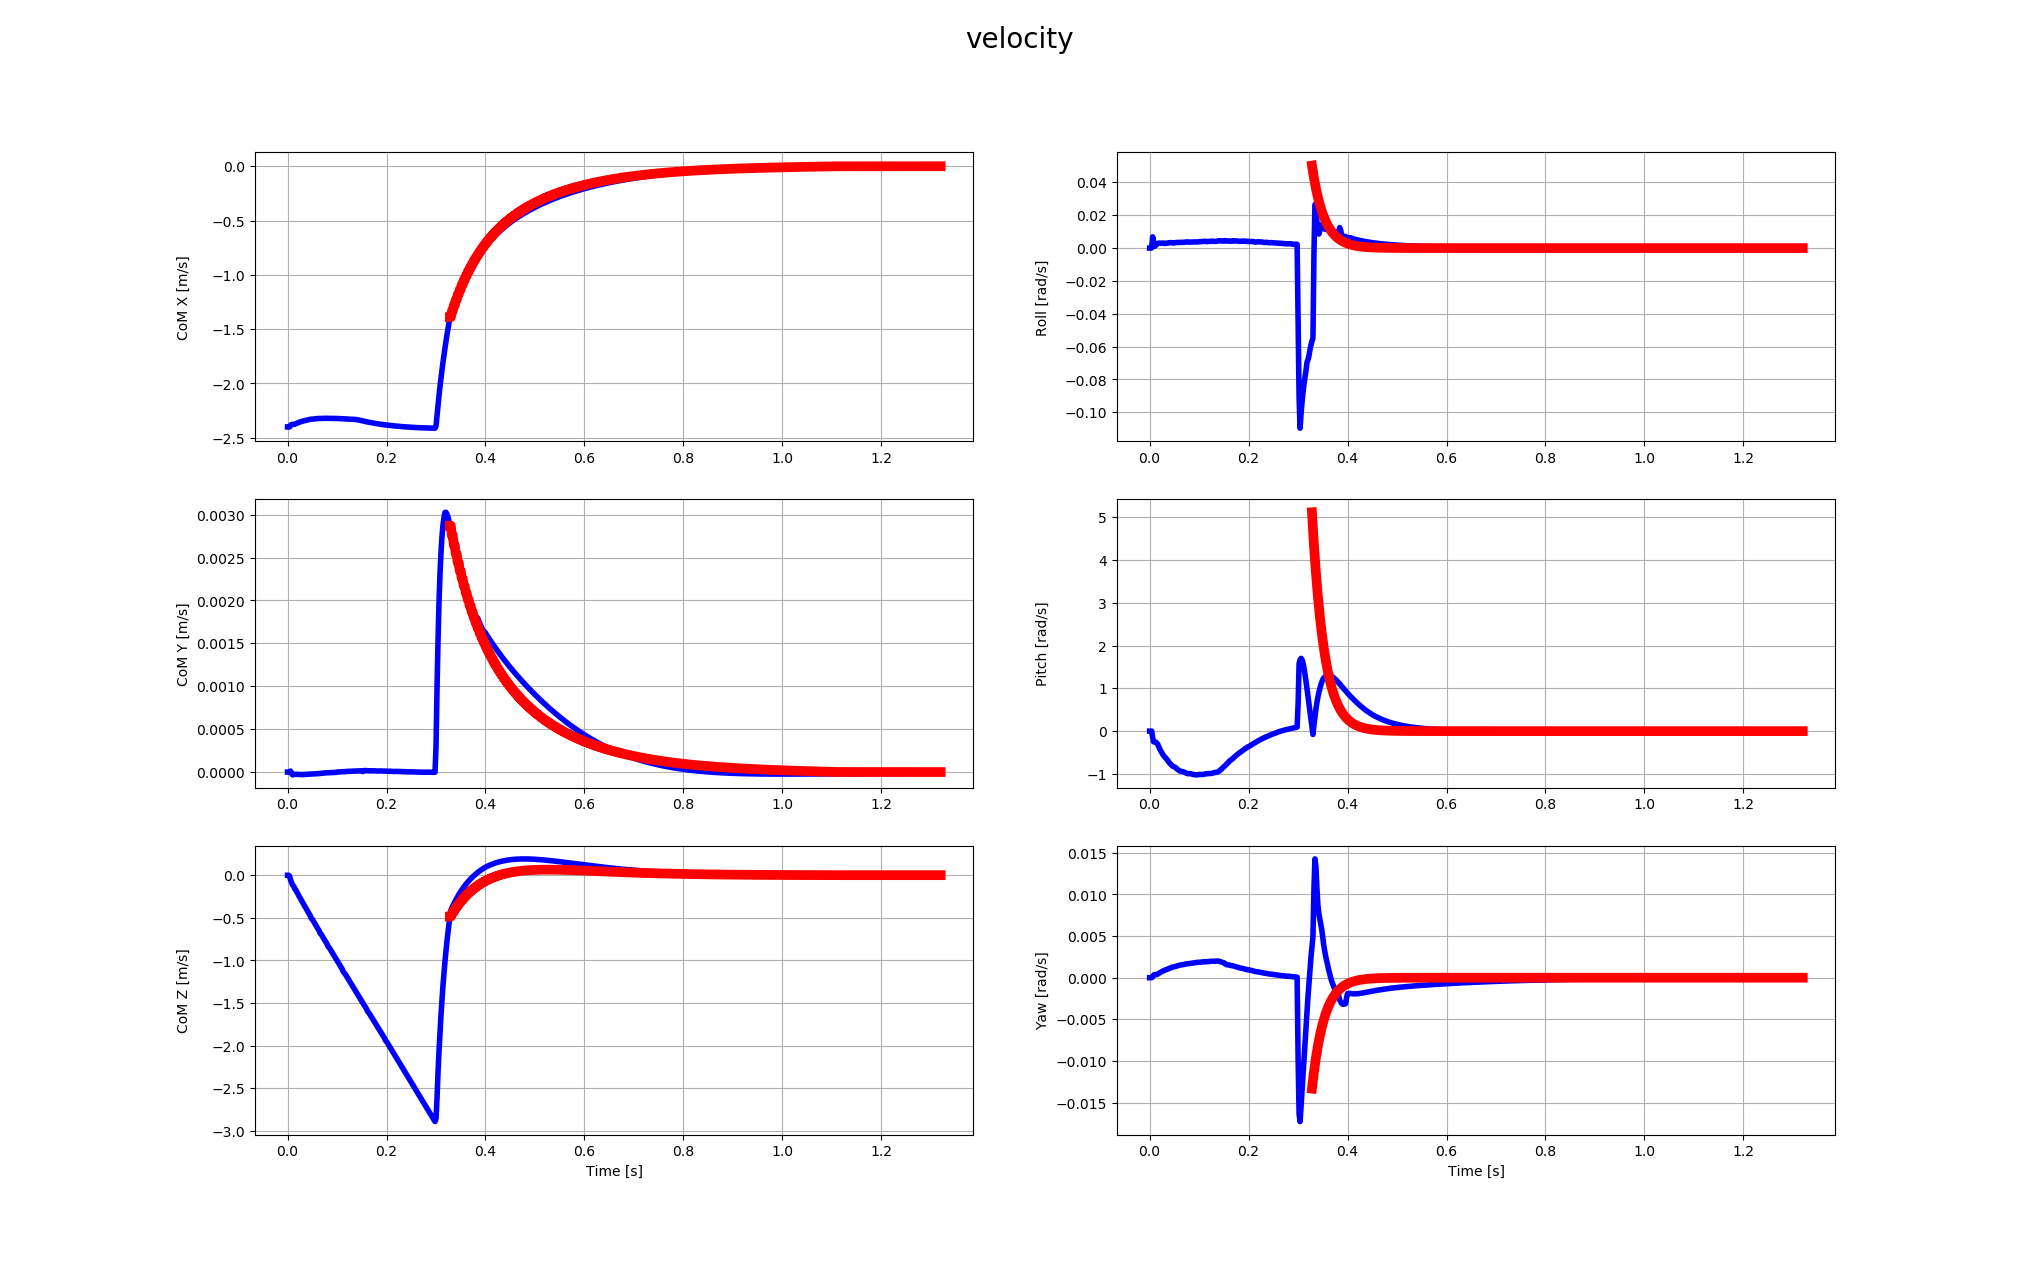 velocity
0.0
−0.5
−1.0
−1.5
−2.0
−2.5
CoM X [m/s]
0.0 0.2 0.4 0.6 0.8 1.0 1.2
0.04
0.02
0.00
−0.02
−0.04
−0.06
−0.08
−0.10
Roll [rad/s]
0.0 0.2 0.4 0.6 0.8 1.0 1.2
0.0030
0.0025
0.0020
0.0015
0.0010
0.0005
0.0000
CoM Y [m/s]
0.0 0.2 0.4 0.6 0.8 1.0 1.2
5
4
3
2
1
0
−1
Pitch [rad/s]
0.0 0.2 0.4 0.6 0.8 1.0 1.2
0.0
−0.5
−1.0
−1.5
−2.0
−2.5
−3.0
CoM Z [m/s]
0.0 0.2 0.4 0.6 0.8 1.0 1.2
Time [s]
0.015
0.010
0.005
0.000
−0.005
−0.010
−0.015
Yaw [rad/s]
0.0 0.2 0.4 0.6 0.8 1.0 1.2
Time [s]